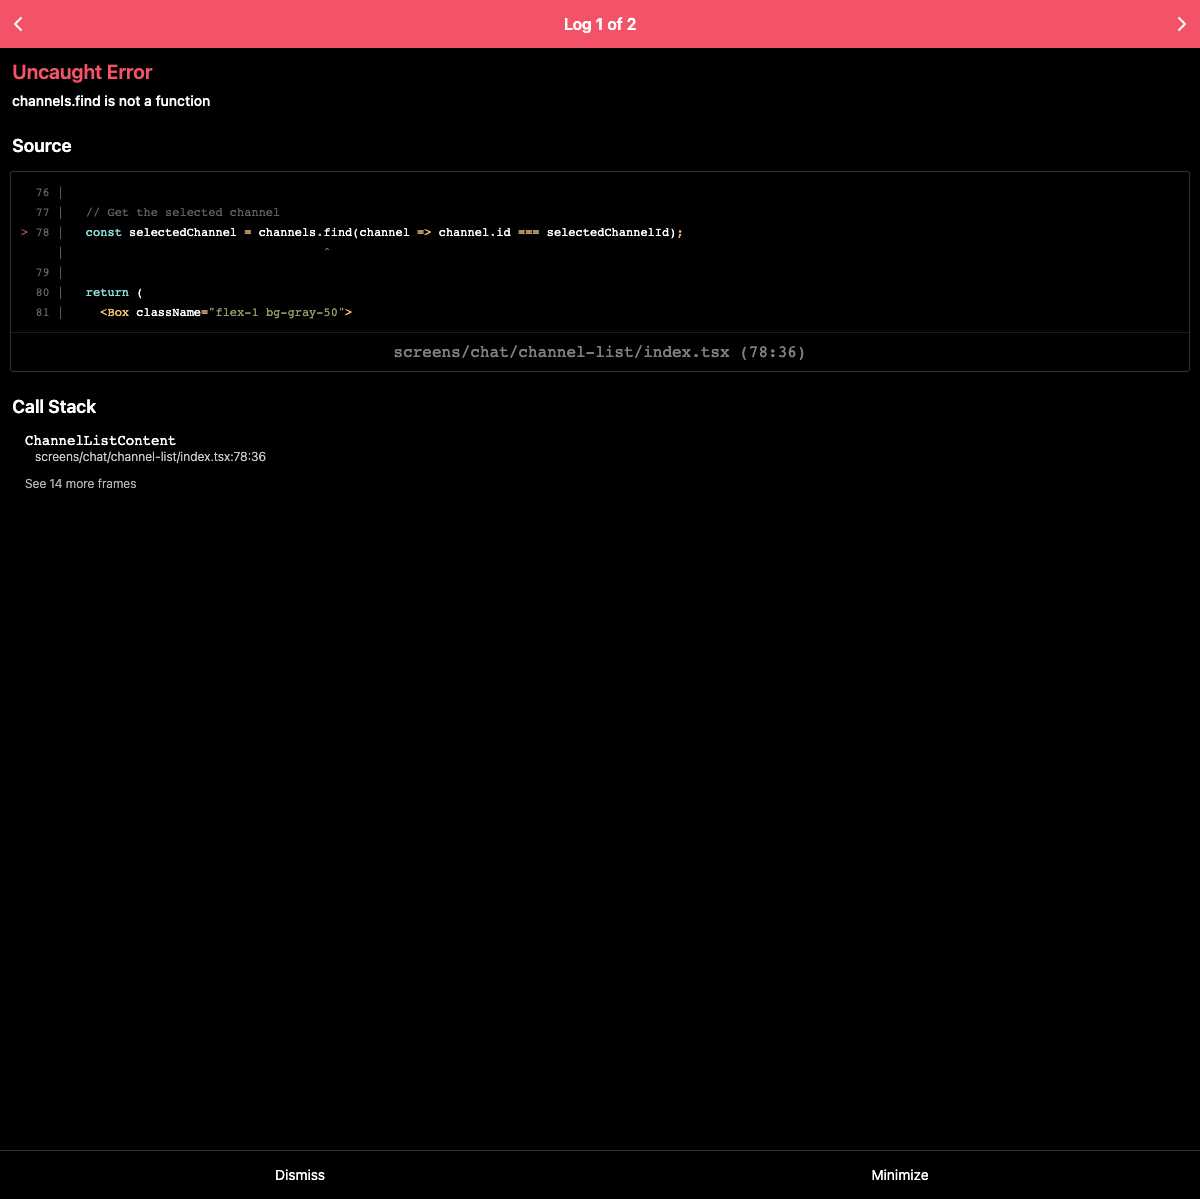 Log 1 of 2
Uncaught Error
channels.find is not a function
Source
76 |
77 | // Get the selected channel
> 78 | const selectedChannel = channels.find(channel => channel.id === selectedChannelId);
| ^
79 |
80 | return (
81 | <Box className="flex-1 bg-gray-50">
screens/chat/channel-list/index.tsx (78:36)
Call Stack
ChannelListContent
screens/chat/channel-list/index.tsx:78:36
See 14 more frames
Dismiss Minimize